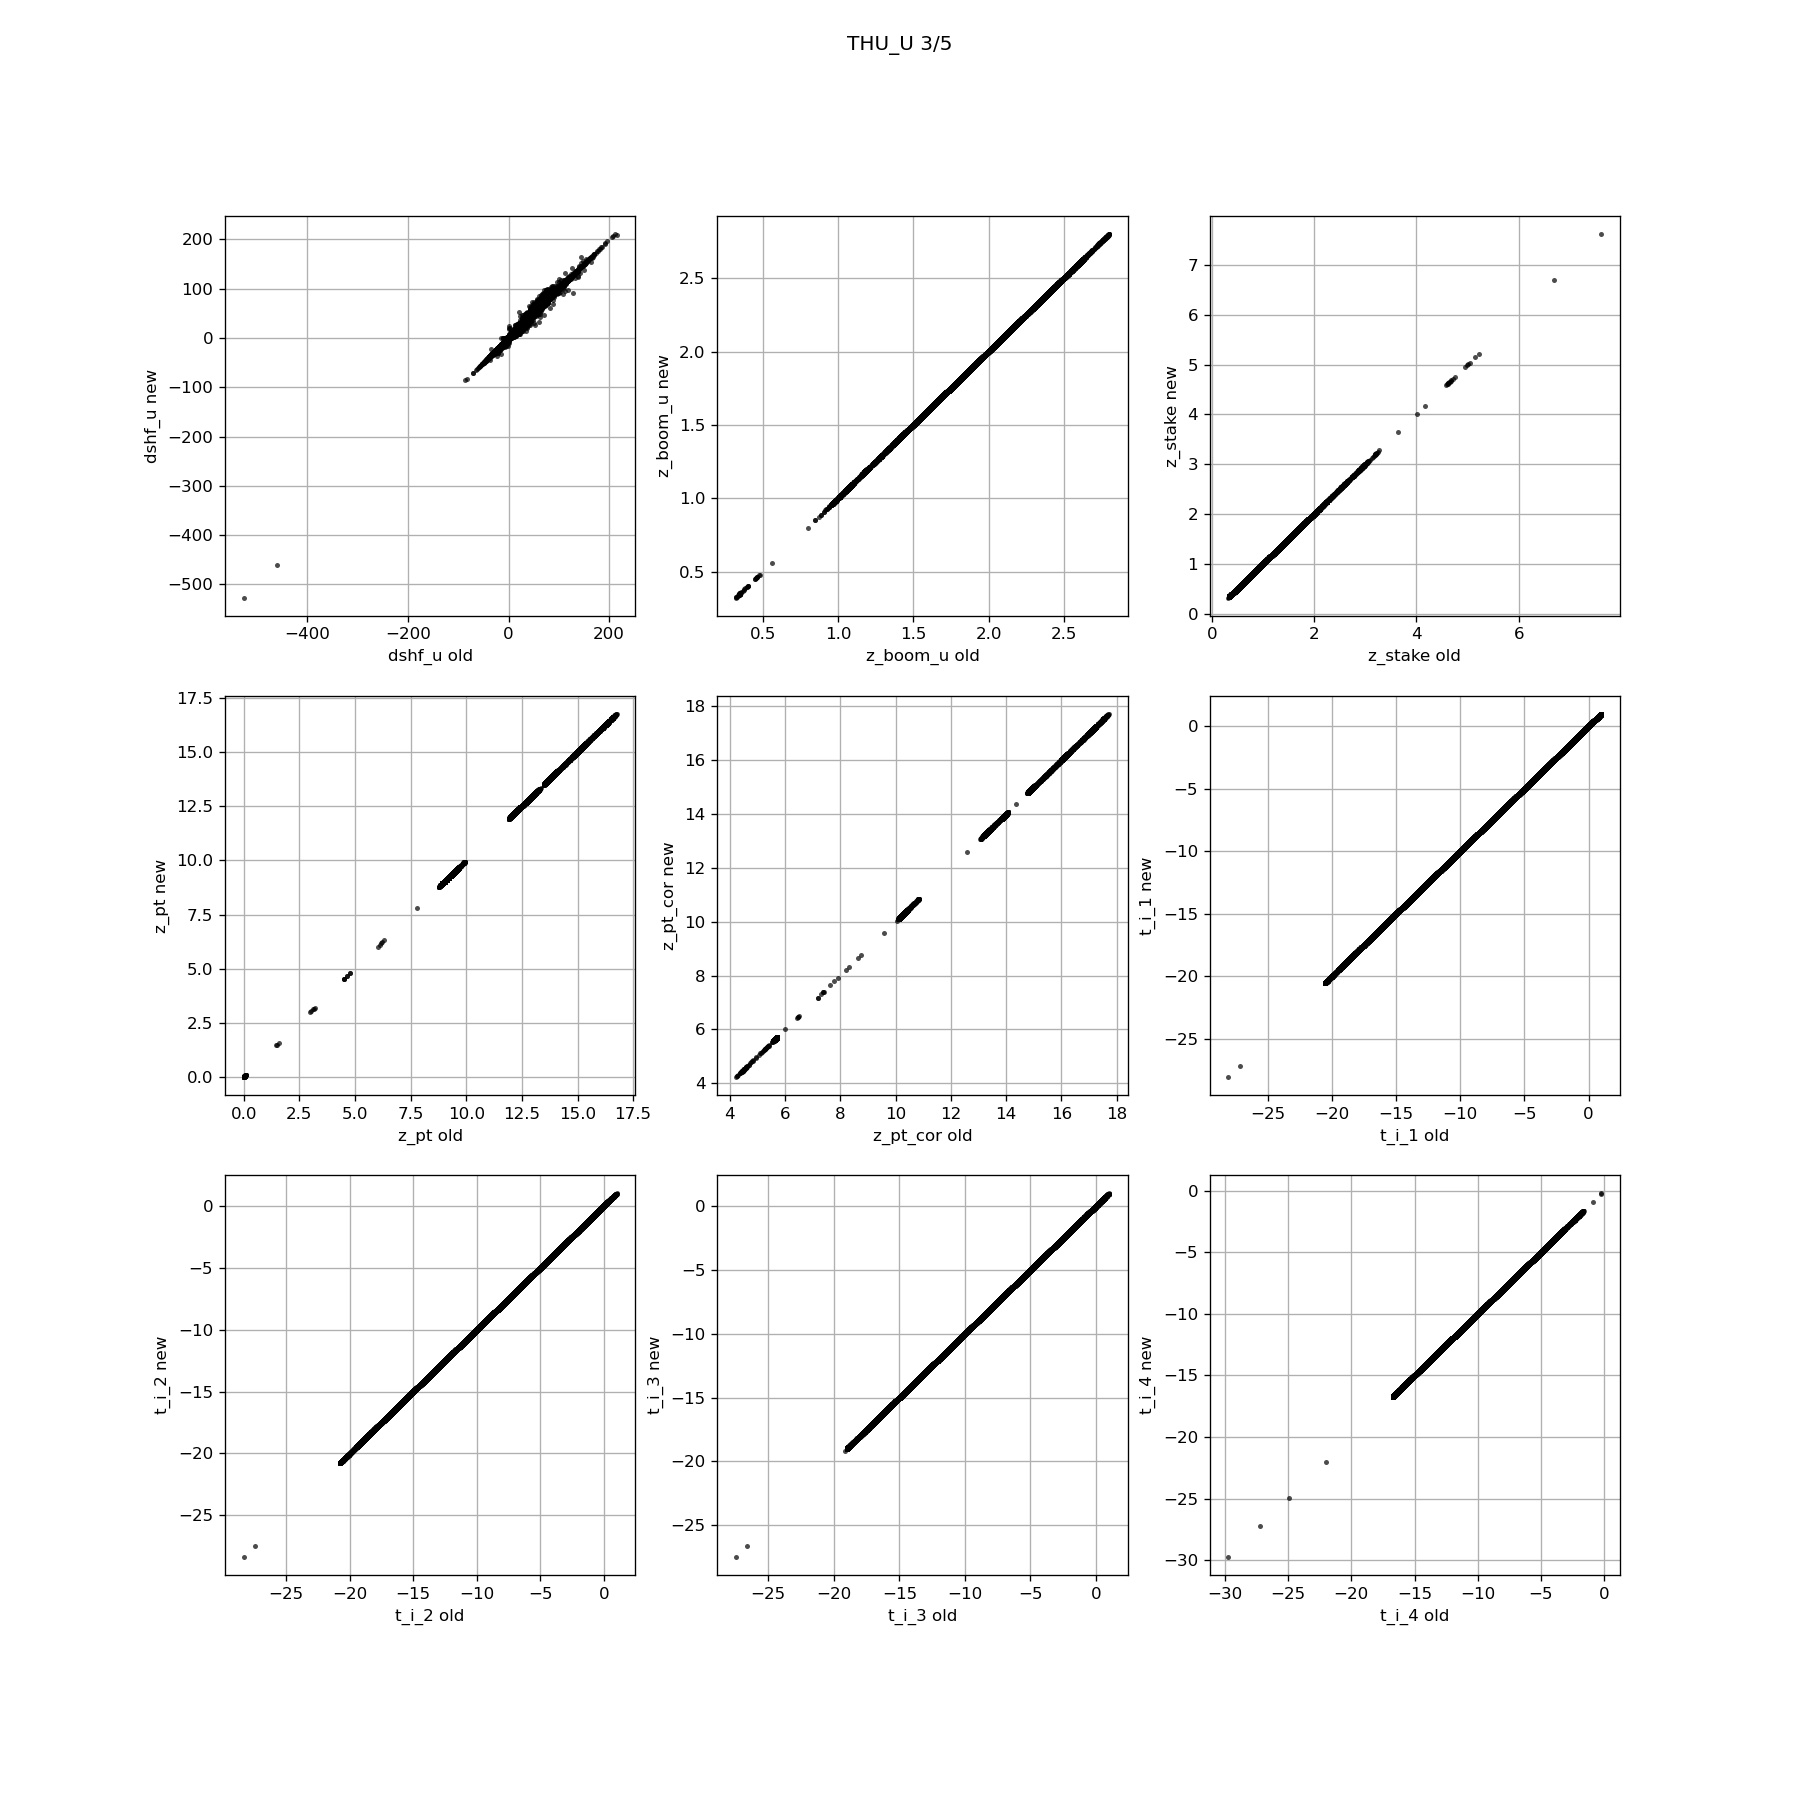 THU_U 3/5
200
100
0
−100
−200
−300
−400
−500
dshf_u new
−400 −200 0 200
dshf_u old
2.5
2.0
1.5
1.0
0.5
z_boom_u new
0.5 1.0 1.5 2.0 2.5
z_boom_u old
7
6
5
4
3
2
1
0
z_stake new
0 2 4 6
z_stake old
17.5
15.0
12.5
10.0
7.5
5.0
2.5
0.0
z_pt new
0.0 2.5 5.0 7.5 10.0 12.5 15.0 17.5
z_pt old
18
16
14
12
10
8
6
4
z_pt_cor new
4 6 8 10 12 14 16 18
z_pt_cor old
0
−5
−10
−15
−20
−25
t_i_1 new
−25 −20 −15 −10 −5 0
t_i_1 old
0
−5
−10
−15
−20
−25
t_i_2 new
−25 −20 −15 −10 −5 0
t_i_2 old
0
−5
−10
−15
−20
−25
t_i_3 new
−25 −20 −15 −10 −5 0
t_i_3 old
0
−5
−10
−15
−20
−25
−30
t_i_4 new
−30 −25 −20 −15 −10 −5 0
t_i_4 old